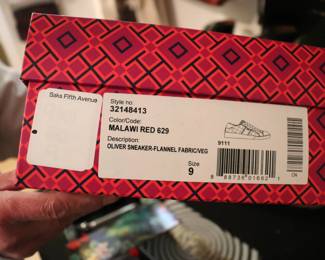 Saks Fifth Avenue
Style no:
32148413
Color/Code:
MALAWI RED 629
Description:
OLIVER SNEAKER-FLANNEL FABRIC/VEG
9111
Size
9
CN